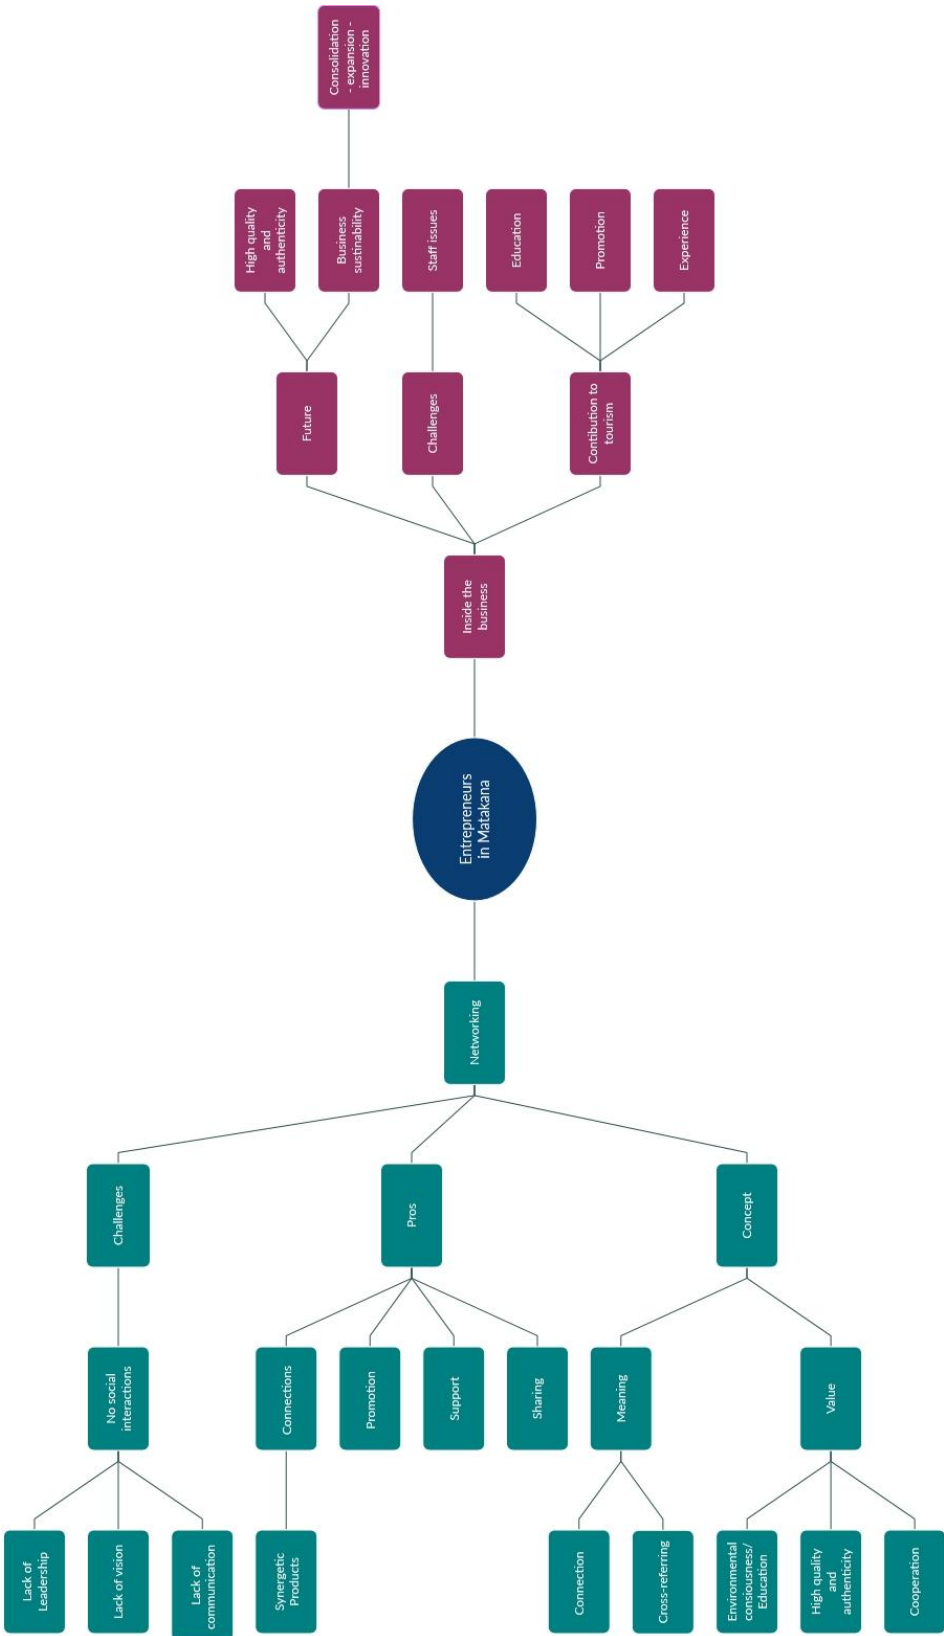 Entrepreneurs
in Matakana
Networking
Challenges
No social
interactions
Lack of
Leadership
Lack of vision
Lack of
communication
Pros
Connections
Synergetic
Products
Promotion
Support
Sharing
Concept
Meaning
Connection
Cross-referring
Value
Environmental
consiousness/
Education
High quality
and
authenticity
Cooperation
Inside the
business
Future
High quality
and
authenticity
Business
sustinability
Consolidation
- expansion -
innovation
Challenges
Staff issues
Contibution to
tourism
Education
Promotion
Experience